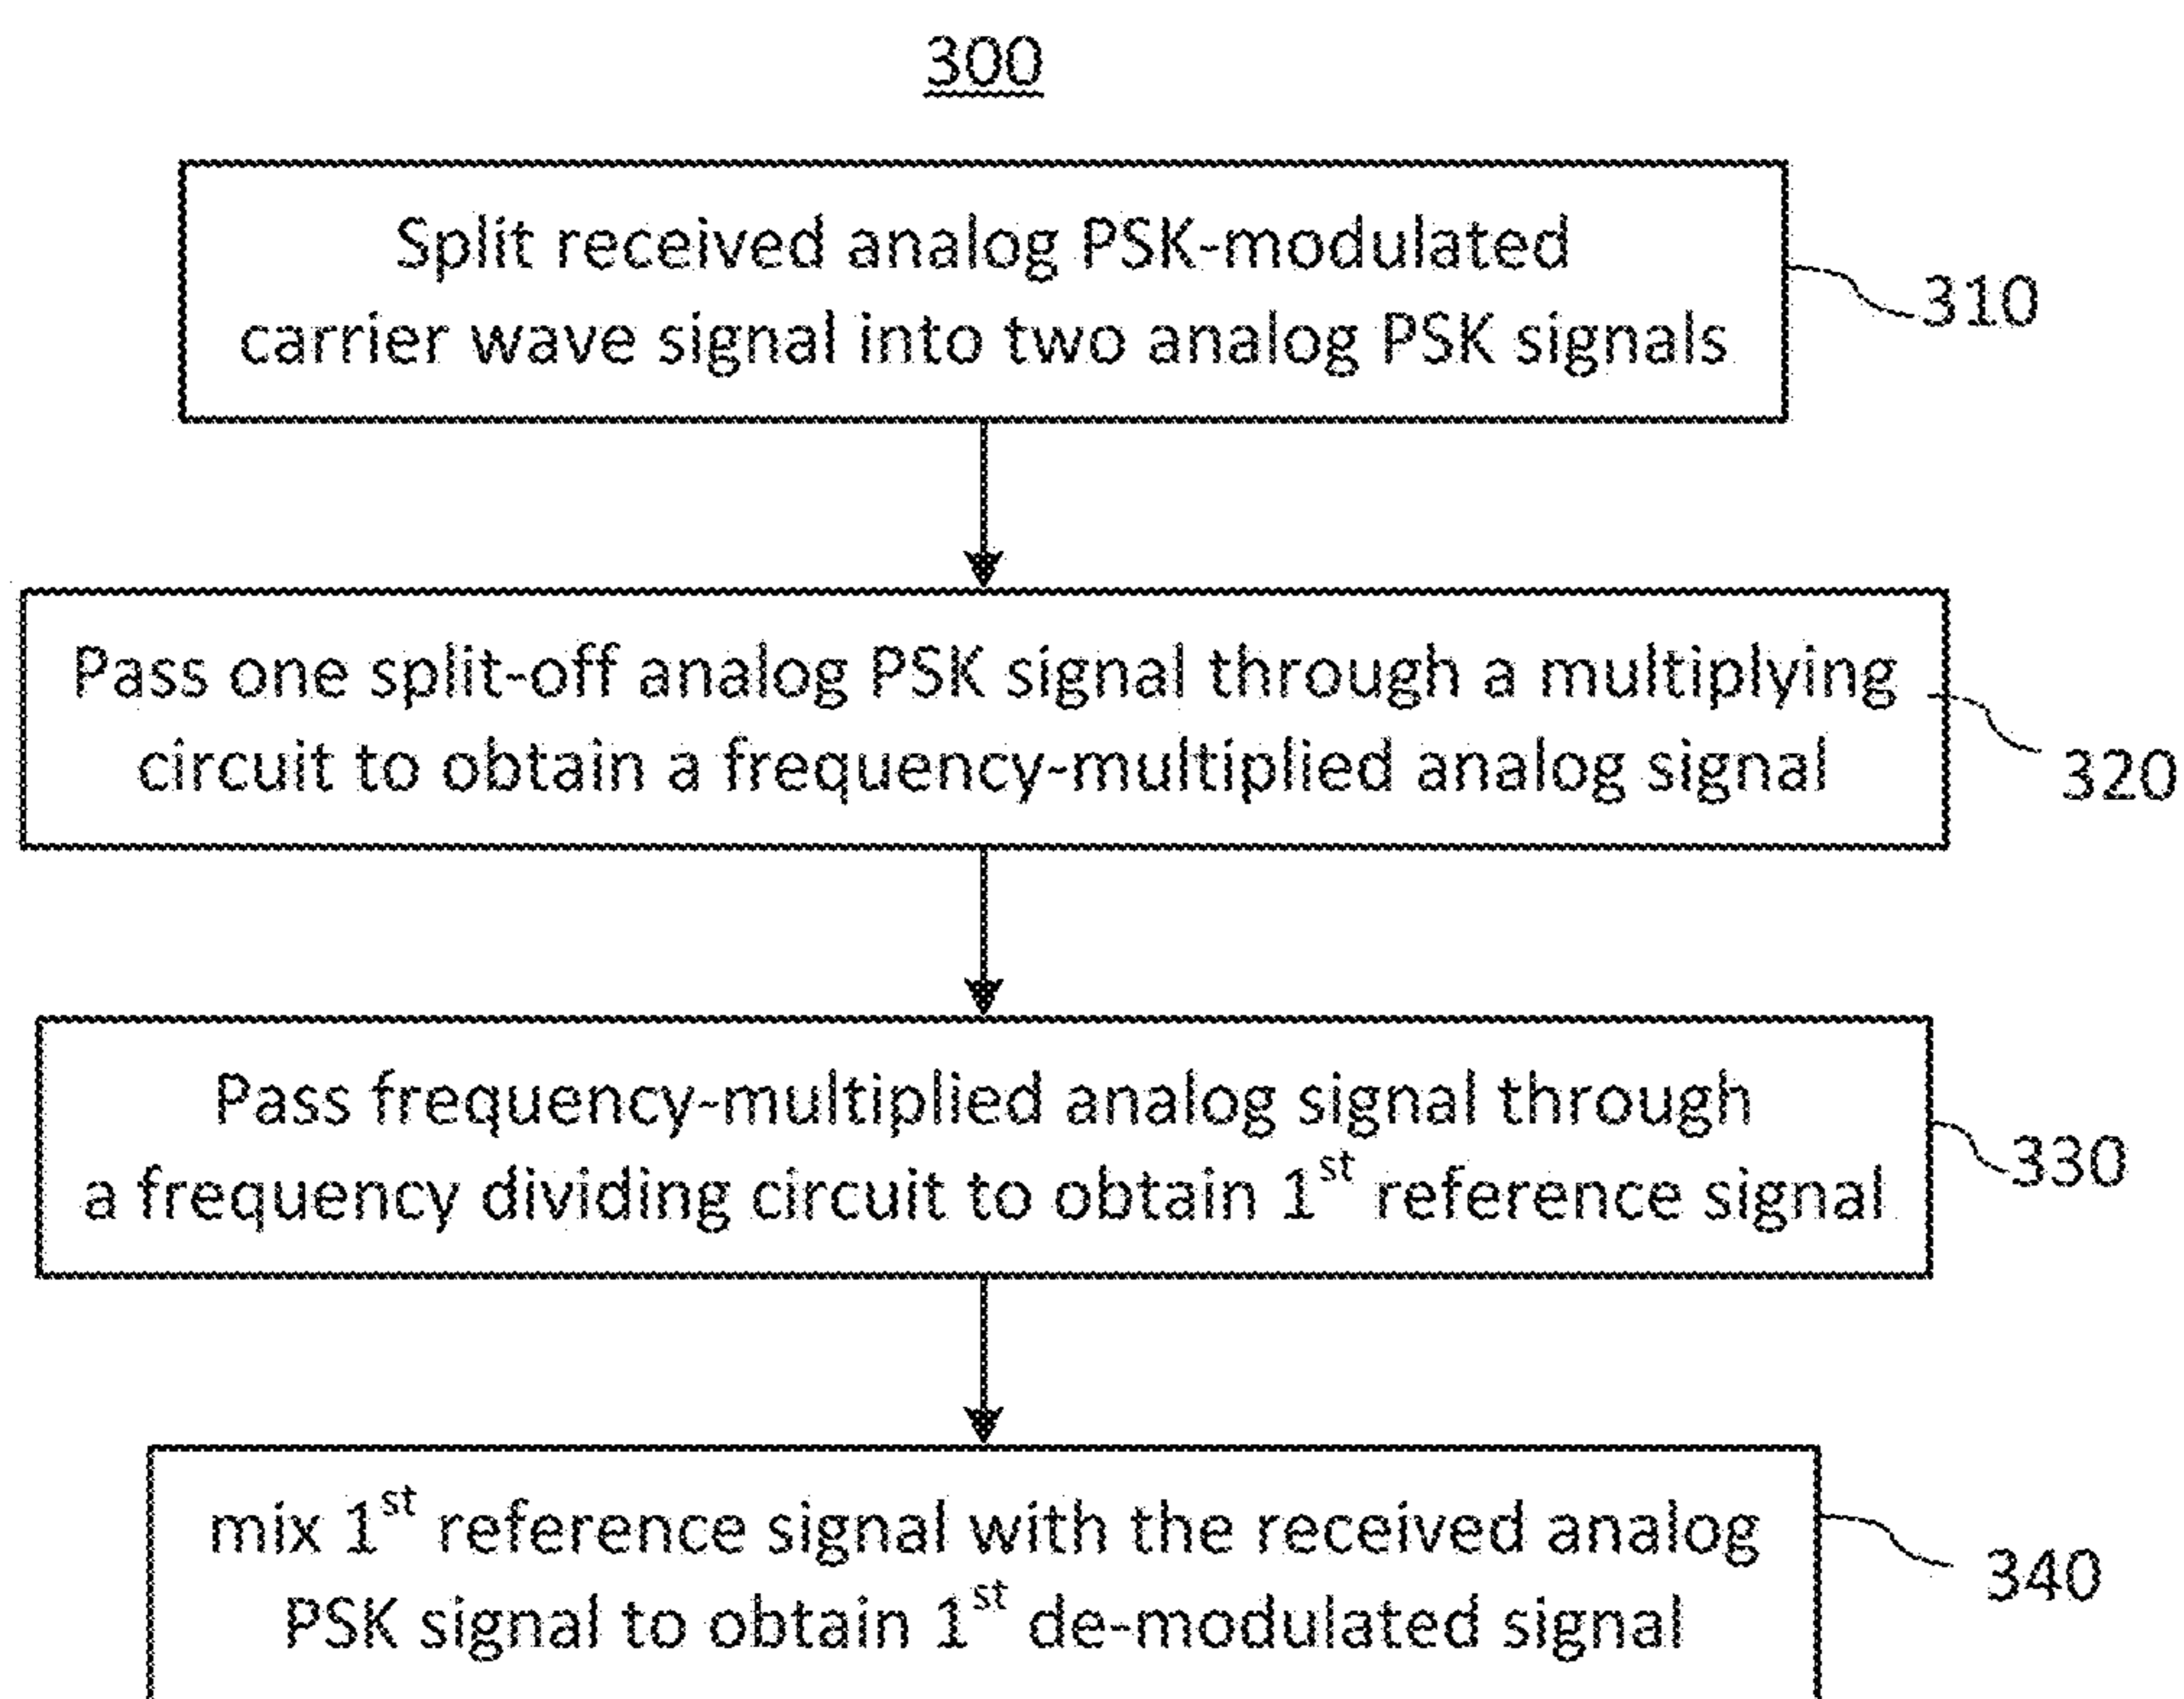 300
Split received analog PSK-modulated
carrier wave signal into two analog PSK signals
310
Pass one split-off analog PSK signal through a multiplying
circuit to obtain a frequency-multiplied analog signal
320
Pass frequency-multiplied analog signal through
a frequency dividing circuit to obtain 1st reference signal
330
mix 1st reference signal with the received analog
PSK signal to obtain 1st de-modulated signal
340